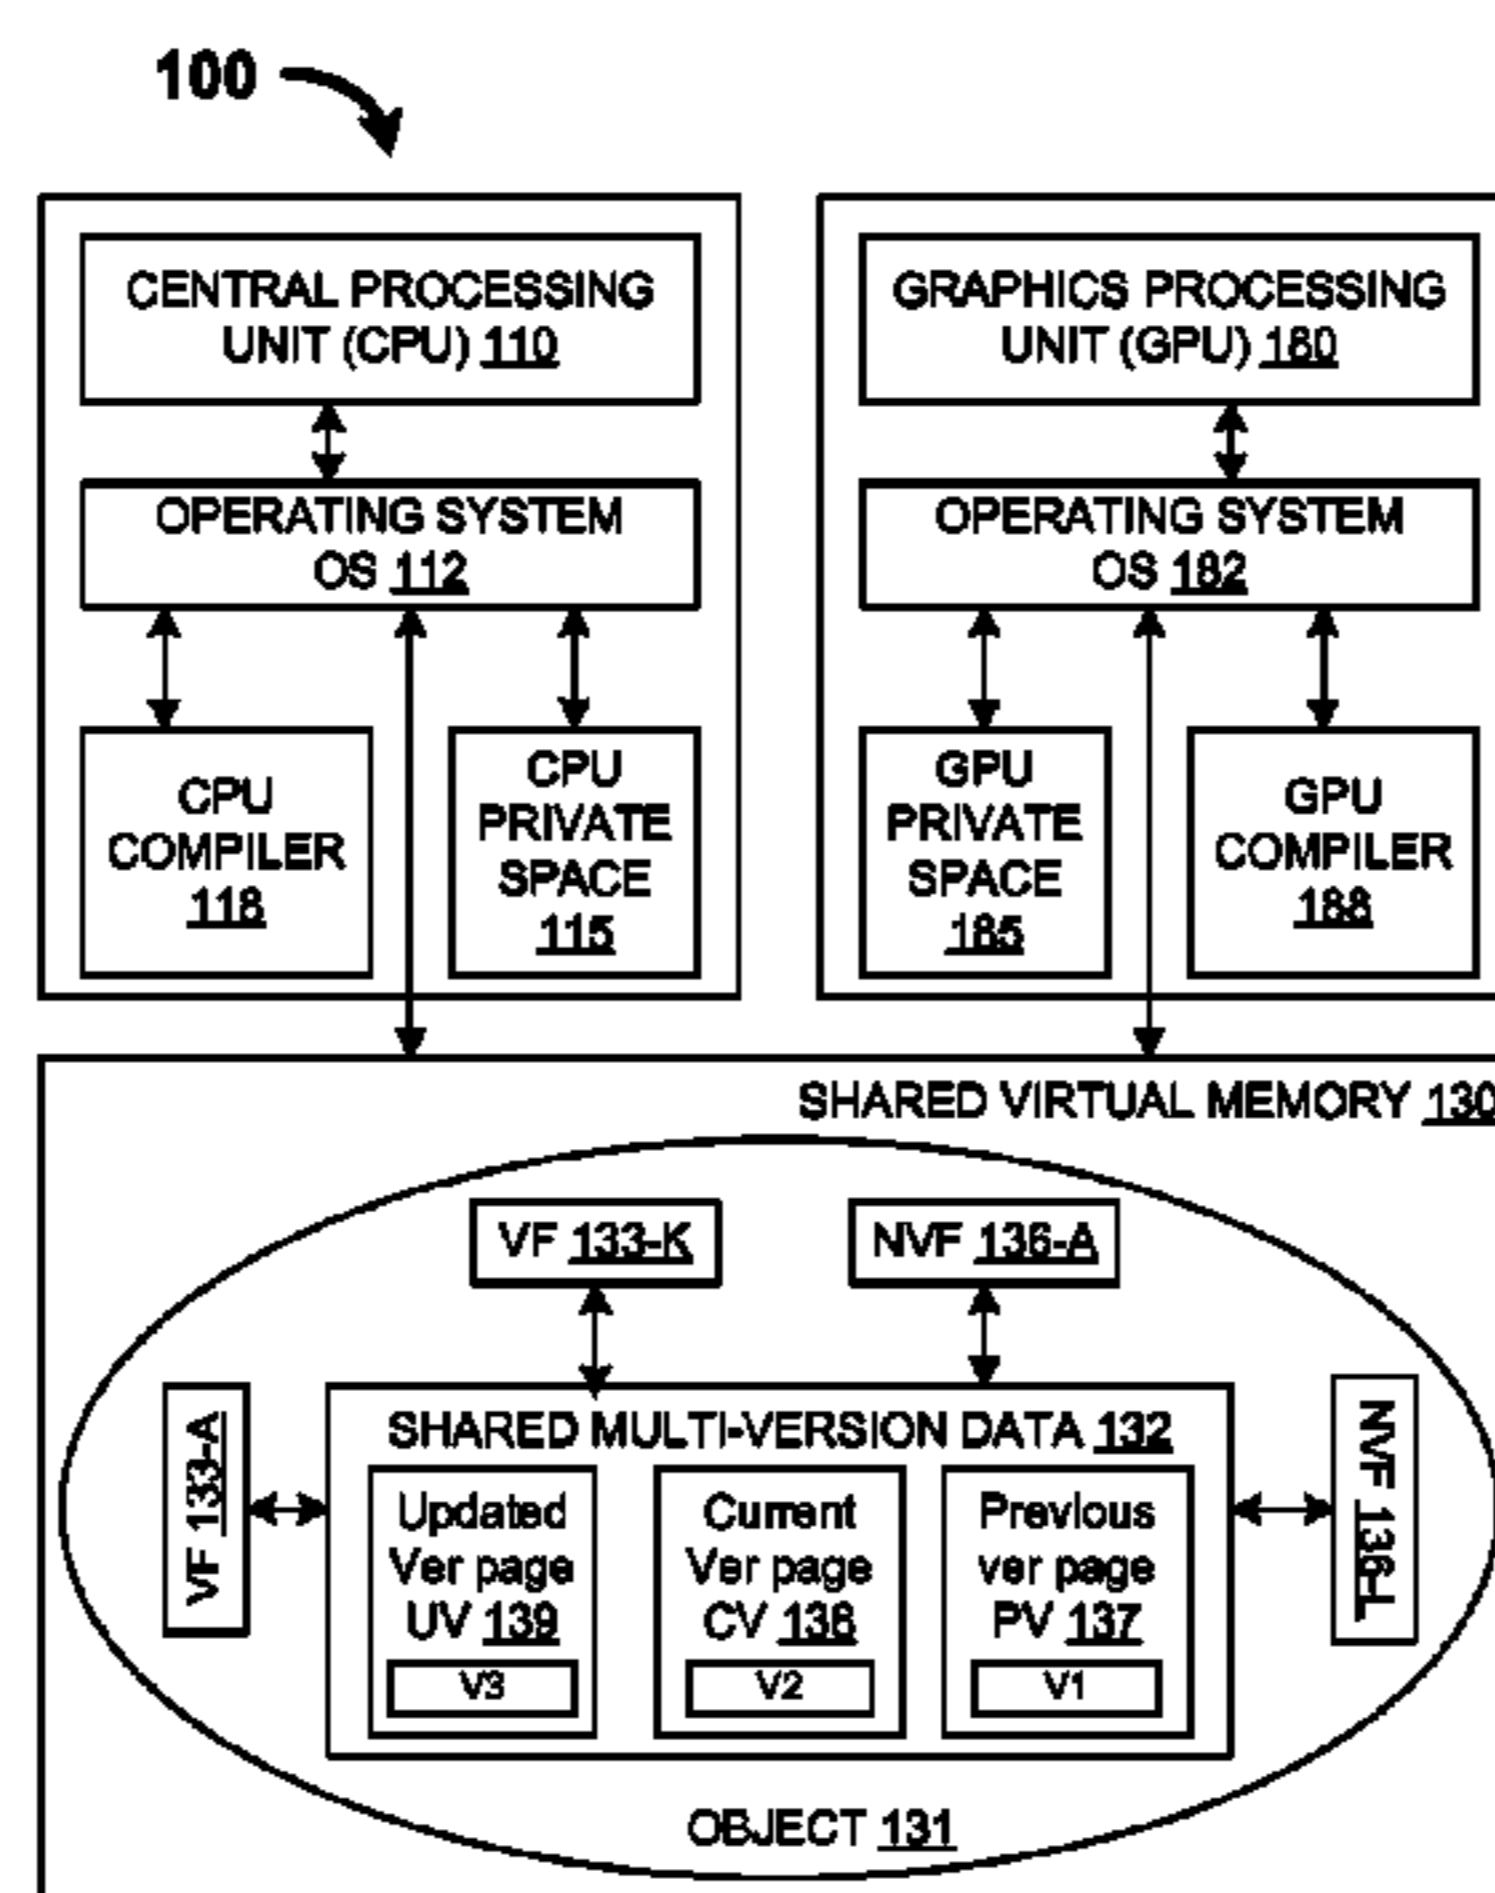 100
CENTRAL PROCESSING
UNIT (CPU) 110
OPERATING SYSTEM
OS 112
CPU
COMPILER
118
CPU
PRIVATE
SPACE
115
GRAPHICS PROCESSING
UNIT (GPU) 180
OPERATING SYSTEM
OS 182
GPU
PRIVATE
SPACE
185
GPU
COMPILER
188
SHARED VIRTUAL MEMORY 130
VF 133-K
NVF 136-A
VF 133-A
SHARED MULTI-VERSION DATA 132
Updated
Ver page
UV 139
V3
Current
Ver page
CV 138
V2
Previous
ver page
PV 137
V1
NVF 136-L
OBJECT 131